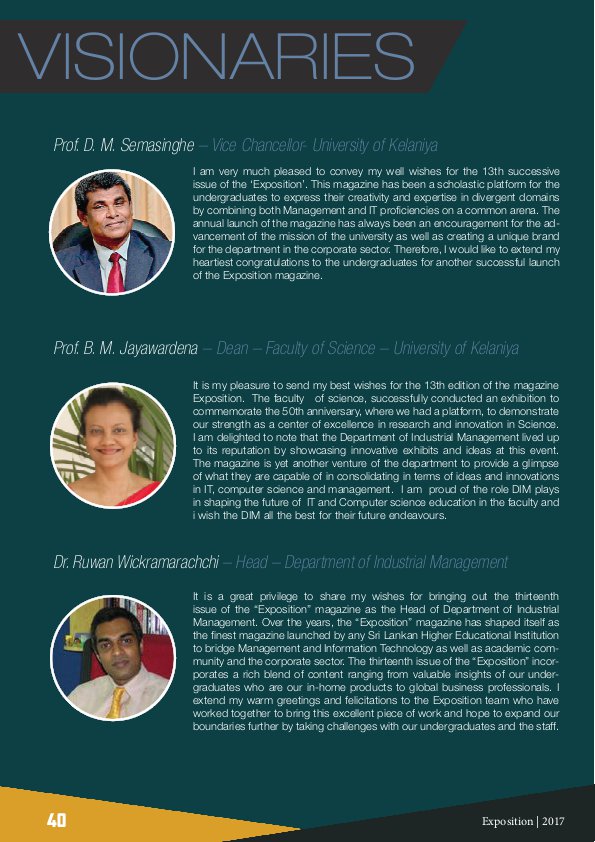 VISIONARIES
Prof. D. M. Semasinghe – Vice Chancellor- University of Kelaniya
I am very much pleased to convey my well wishes for the 13th successive
issue of the ‘Exposition’. This magazine has been a scholastic platform for the
undergraduates to express their creativity and expertise in divergent domains
by combining both Management and IT proficiencies on a common arena. The
annual launch of the magazine has always been an encouragement for the ad-
vancement of the mission of the university as well as creating a unique brand
for the department in the corporate sector. Therefore, I would like to extend my
heartiest congratulations to the undergraduates for another successful launch
of the Exposition magazine.
Prof. B. M. Jayawardena – Dean – Faculty of Science – University of Kelaniya
It is my pleasure to send my best wishes for the 13th edition of the magazine
Exposition. The faculty of science, successfully conducted an exhibition to
commemorate the 50th anniversary, where we had a platform, to demonstrate
our strength as a center of excellence in research and innovation in Science.
I am delighted to note that the Department of Industrial Management lived up
to its reputation by showcasing innovative exhibits and ideas at this event.
The magazine is yet another venture of the department to provide a glimpse
of what they are capable of in consolidating in terms of ideas and innovations
in IT, computer science and management. I am proud of the role DIM plays
in shaping the future of IT and Computer science education in the faculty and
i wish the DIM all the best for their future endeavours.
Dr. Ruwan Wickramarachchi – Head – Department of Industrial Management
It is a great privilege to share my wishes for bringing out the thirteenth
issue of the “Exposition” magazine as the Head of Department of Industrial
Management. Over the years, the “Exposition” magazine has shaped itself as
the finest magazine launched by any Sri Lankan Higher Educational Institution
to bridge Management and Information Technology as well as academic com-
munity and the corporate sector. The thirteenth issue of the “Exposition” incor-
porates a rich blend of content ranging from valuable insights of our under-
graduates who are our in-home products to global business professionals. I
extend my warm greetings and felicitations to the Exposition team who have
worked together to bring this excellent piece of work and hope to expand our
boundaries further by taking challenges with our undergraduates and the staff.
40
Exposition | 2017